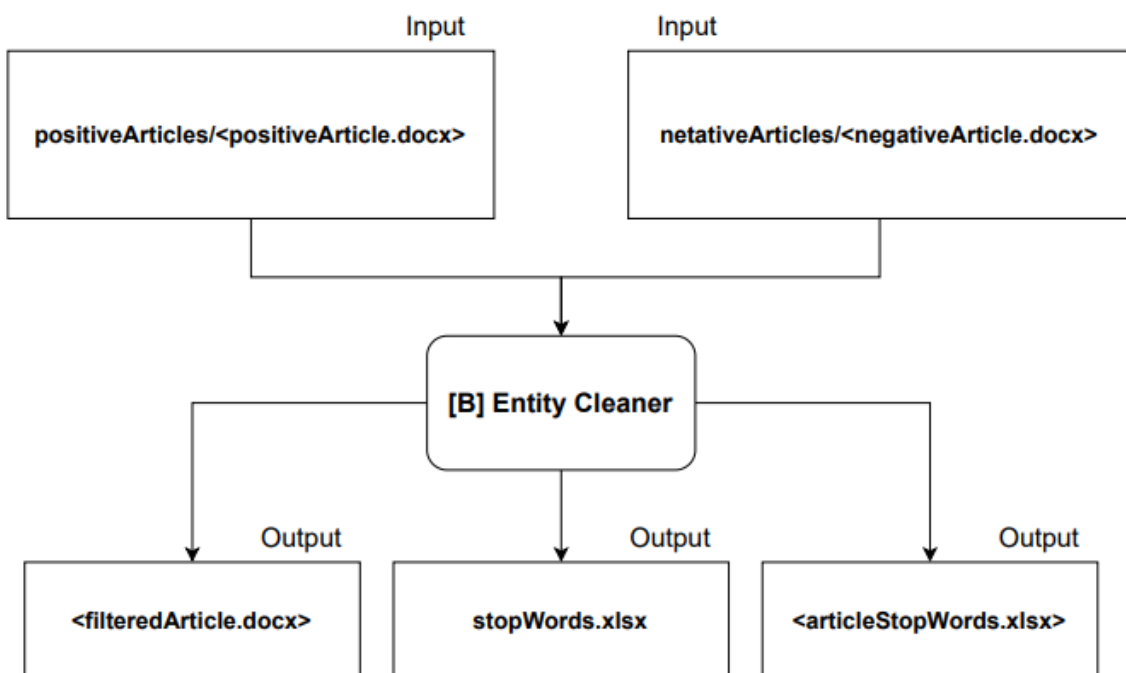 Input
Input
positiveArticles/<positiveArticle.docx>
netativeArticles/<negativeArticle.docx>
[B] Entity Cleaner
Output
Output
Output
<filteredArticle.docx>
stopWords.xlsx
<articleStopWords.xlsx>